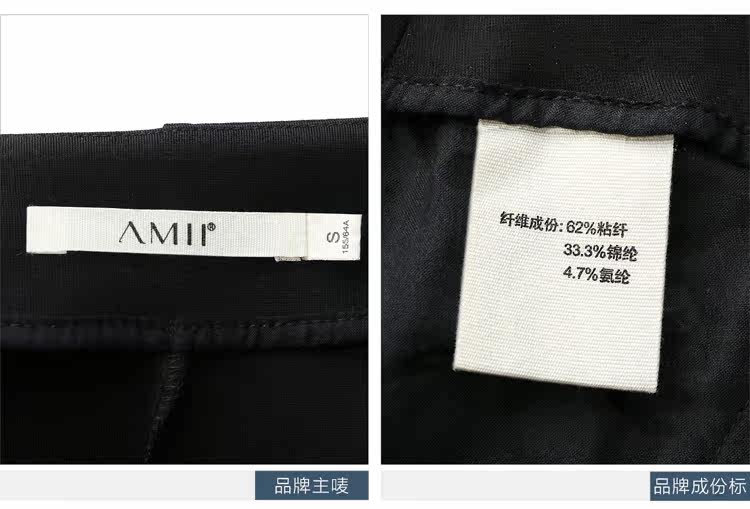 AMII®
S
155/64A
纤维成份: 62%粘纤
33.3%锦纶
4.7%氨纶
品牌主唛
品牌成份标